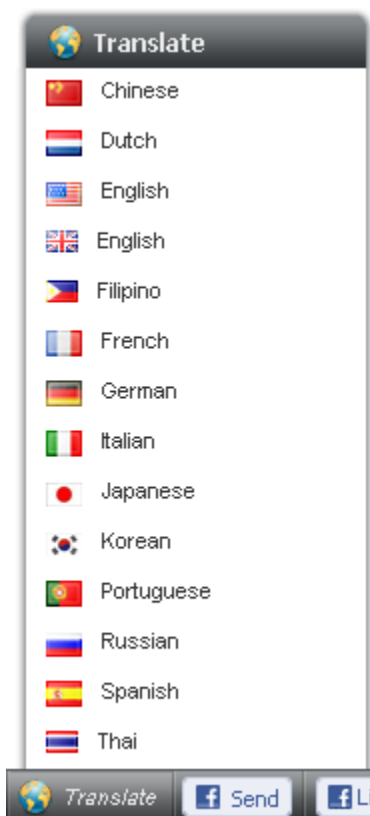 Translate
Chinese
Dutch
English
English
Filipino
French
German
Italian
Japanese
Korean
Portuguese
Russian
Spanish
Thai
Translate
Send